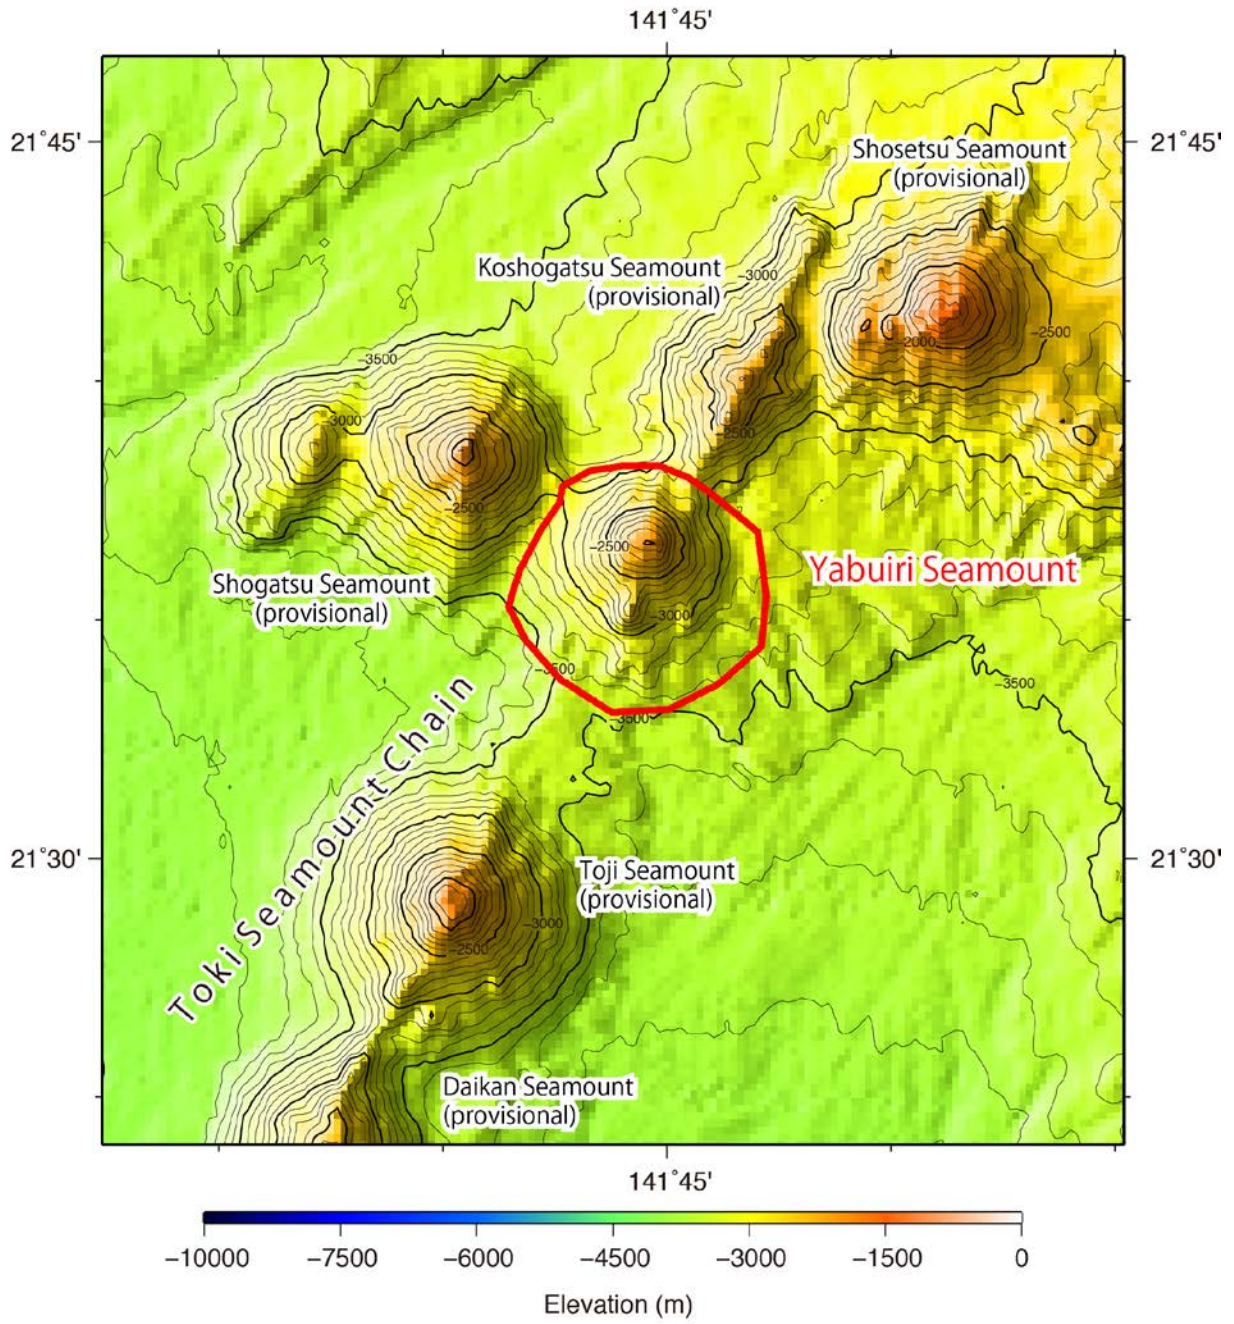 141˚45'
21˚45'
21˚45'
Shosetsu Seamount
(provisional)
Koshogatsu Seamount
(provisional)
−3000
−2500
−2000
−3500
−3000
−2500
−2500
−2500
Yabuiri Seamount
Shogatsu Seamount
(provisional)
−3000
−3500
−3500
−3500
Toki Seamount Chain
21˚30'
21˚30'
Toji Seamount
(provisional)
−3000
−2500
Daikan Seamount
(provisional)
141˚45'
−10000
−7500
−6000
−4500
−3000
−1500
0
Elevation (m)